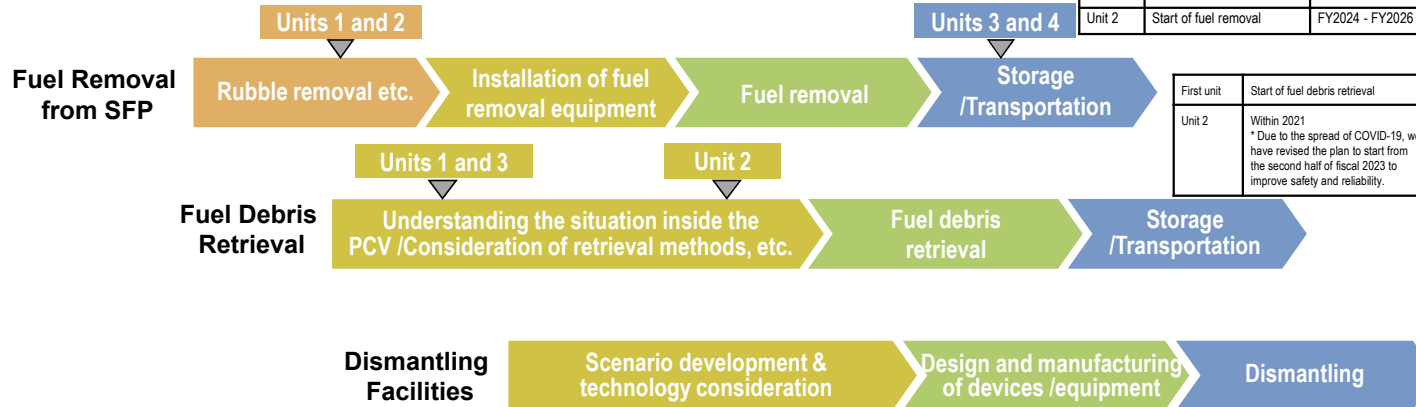 Units 1 and 2
Units 3 and 4
Unit 2 Start of fuel removal FY2024 - FY2026
Fuel Removal
from SFP
Rubble removal etc.
Installation of fuel
removal equipment
Fuel removal
Storage
/Transportation
First unit Start of fuel debris retrieval
Unit 2 Within 2021
* Due to the spread of COVID-19, we
have revised the plan to start from
the second half of fiscal 2023 to
improve safety and reliability.
Units 1 and 3
Unit 2
Fuel Debris
Retrieval
Understanding the situation inside the
PCV /Consideration of retrieval methods, etc.
Fuel debris
retrieval
Storage
/Transportation
Dismantling
Facilities
Scenario development &
technology consideration
Design and manufacturing
of devices /equipment
Dismantling